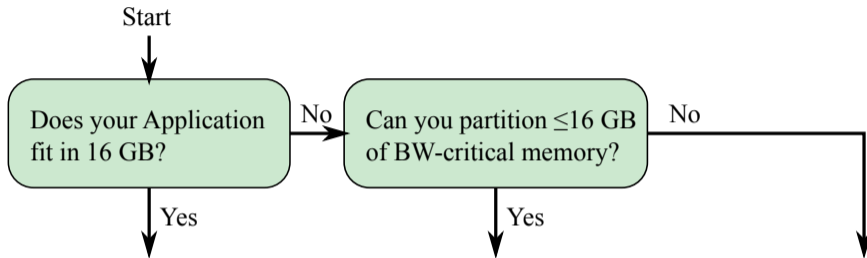 Start
Does your Application
fit in 16 GB?
No
Can you partition ≤16 GB
of BW-critical memory?
No
Yes
Yes